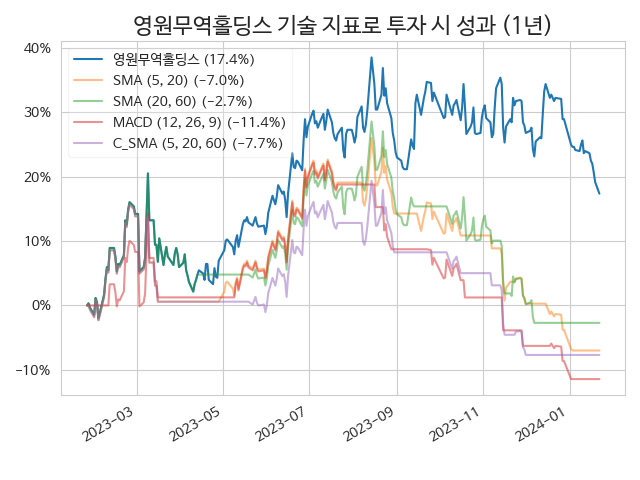 영원무역홀딩스 기술 지표로 투자 시 성과 (1년)
영원무역홀딩스 (17.4%)
SMA (5, 20) (−7.0%)
SMA (20, 60) (−2.7%)
MACD (12, 26, 9) (−11.4%)
C_SMA (5, 20, 60) (−7.7%)
40%
30%
20%
10%
0%
−10%
2023−03
2023−05
2023−07
2023−09
2023−11
2024−01